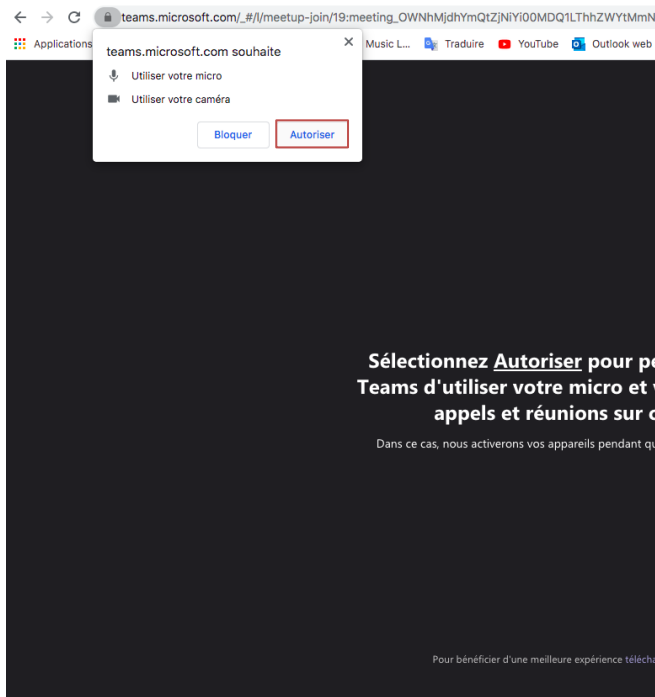 teams.microsoft.com/_#/l/meetup-join/19:meeting_OWNhMjdhYmQtZjNiYi00MDQ1LThhZWYtMmN
Applications
Music L...
Traduire
YouTube
Outlook web
teams.microsoft.com souhaite
Utiliser votre micro
Utiliser votre caméra
Bloquer
Autoriser
Sélectionnez Autoriser pour pe
Teams d'utiliser votre micro et
appels et réunions sur
Dans ce cas, nous activerons vos appareils pendant qu
Pour bénéficier d'une meilleure expérience télécha